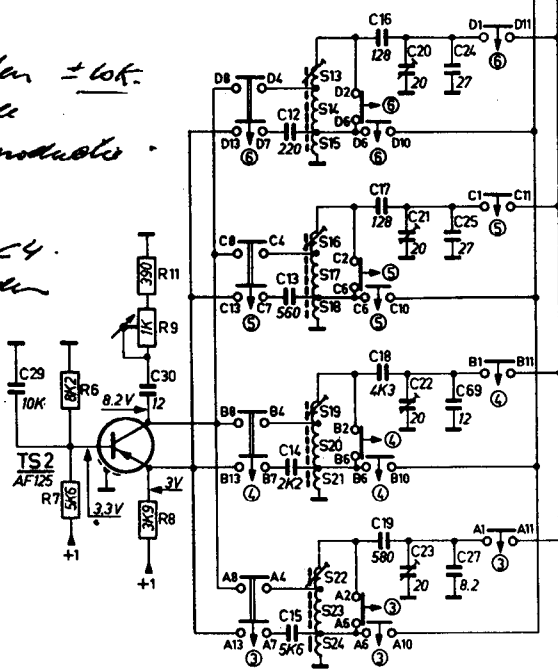 ± 10K.
C16
128
D1 D11
C20
20
C24
27
⑥
D8 D4
S13
S14
S15
D2
D6
⑥
C12
220
D13 D7
⑥
D6 D10
⑥
C17
128
C1 C11
C21
20
C25
27
⑤
C8 C4
S16
S17
S18
C2
C6
⑤
C13
560
C13 C7
⑤
C6 C10
⑤
390
R11
1K
R9
C30
12
C29
10K
R6
8K2
8.2V
TS2
AF125
R7
5K6
3,3V
3V
3K9
R8
+1
+1
C18
4K3
B1 B11
C22
20
C69
12
④
B8 B4
S19
S20
S21
B2
B6
④
C14
2K2
B13 B7
④
B6 B10
④
C19
580
A1 A11
C23
20
C27
8.2
③
A8 A4
S22
S23
S24
A2
A6
③
C15
5K6
A13 A7
③
A6 A10
③